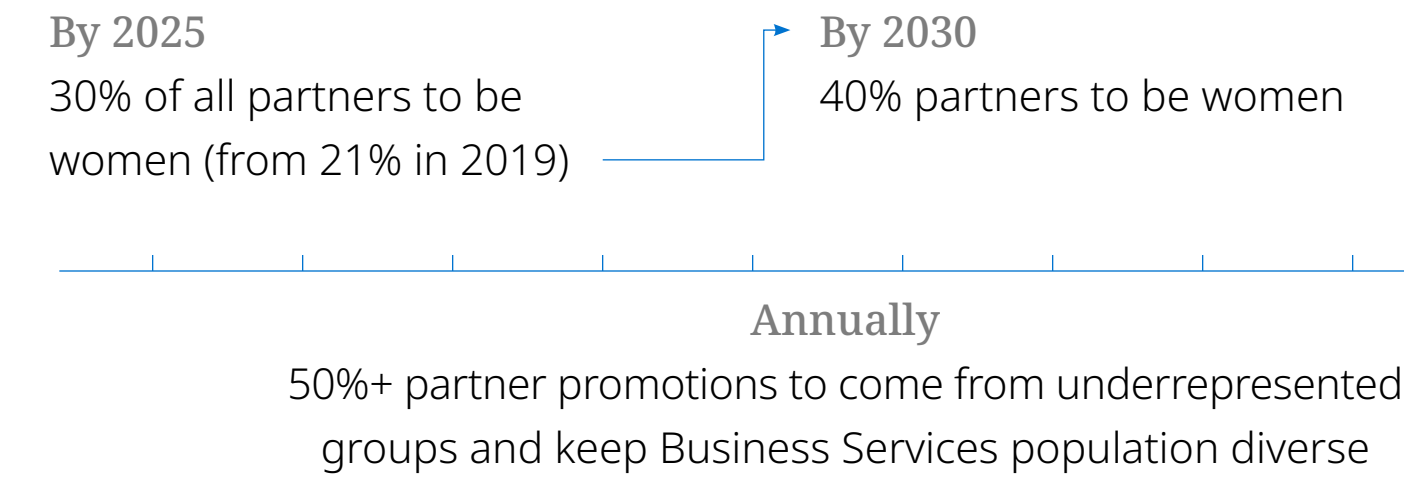 By 2025
30% of all partners to be
women (from 21% in 2019)
By 2030
40% partners to be women
Annually
50%+ partner promotions to come from underrepresented
groups and keep Business Services population diverse